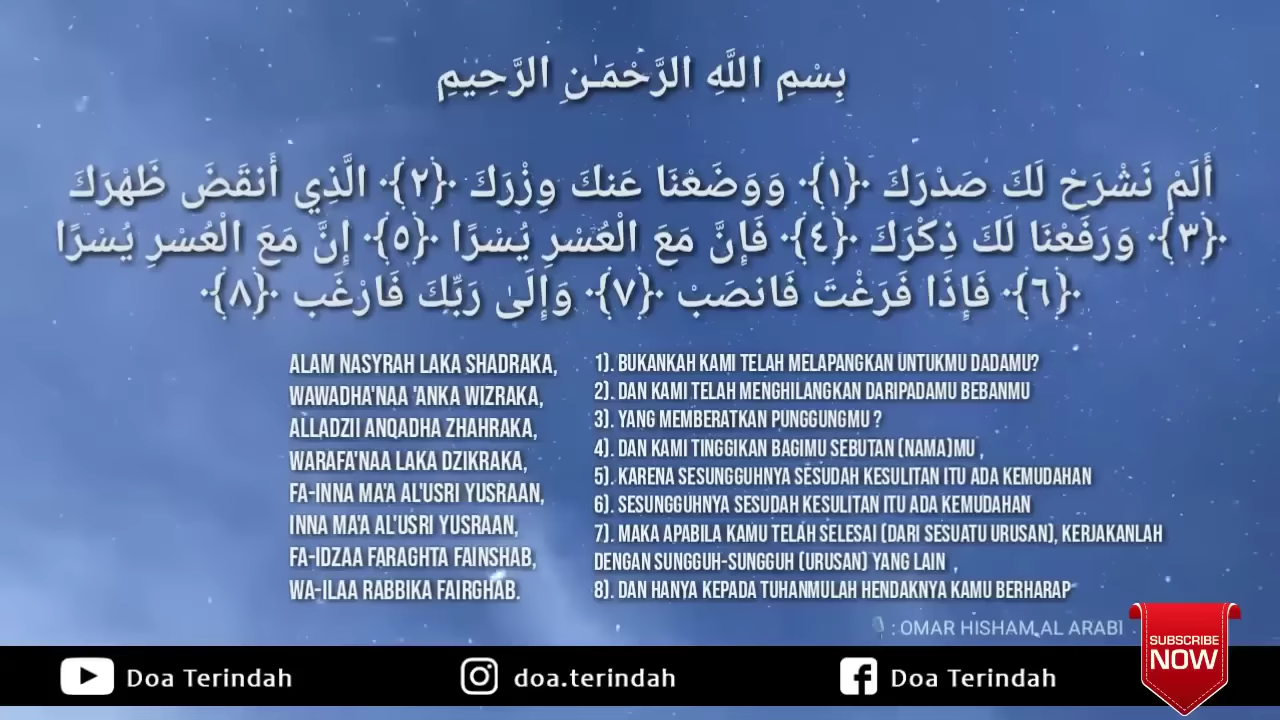 بِسْمِ اللَّهِ الرَّحْمَـٰنِ الرَّحِيمِ
أَلَمْ نَشْرَحْ لَكَ صَدْرَكَ ﴿١﴾ وَوَضَعْنَا عَنكَ وِزْرَكَ ﴿٢﴾ الَّذِي أَنقَضَ ظَهْرَكَ
﴿٣﴾ وَرَفَعْنَا لَكَ ذِكْرَكَ ﴿٤﴾ فَإِنَّ مَعَ الْعُسْرِ يُسْرًا ﴿٥﴾ إِنَّ مَعَ الْعُسْرِ يُسْرًا
﴿٦﴾ فَإِذَا فَرَغْتَ فَانصَبْ ﴿٧﴾ وَإِلَىٰ رَبِّكَ فَارْغَب ﴿٨﴾
ALAM NASYRAH LAKA SHADRAKA,
WAWADHA'NAA 'ANKA WIZRAKA,
ALLADZII ANQADHA ZHAHRAKA,
WARAFA'NAA LAKA DZIKRAKA,
FA-INNA MA'A AL'USRI YUSRAAN,
INNA MA'A AL'USRI YUSRAAN,
FA-IDZAA FARAGHTA FAINSHAB,
WA-ILAA RABBIKA FAIRGHAB.
1). BUKANKAH KAMI TELAH MELAPANGKAN UNTUKMU DADAMU?
2). DAN KAMI TELAH MENGHILANGKAN DARIPADAMU BEBANMU
3). YANG MEMBERATKAN PUNGGUNGMU ?
4). DAN KAMI TINGGIKAN BAGIMU SEBUTAN (NAMA)MU ,
5). KARENA SESUNGGUHNYA SESUDAH KESULITAN ITU ADA KEMUDAHAN
6). SESUNGGUHNYA SESUDAH KESULITAN ITU ADA KEMUDAHAN
7). MAKA APABILA KAMU TELAH SELESAI (DARI SESUATU URUSAN), KERJAKANLAH
DENGAN SUNGGUH-SUNGGUH (URUSAN) YANG LAIN ,
8). DAN HANYA KEPADA TUHANMULAH HENDAKNYA KAMU BERHARAP
: OMAR HISHAM AL ARABI
SUBSCRIBE
NOW
Doa Terindah
doa.terindah
Doa Terindah